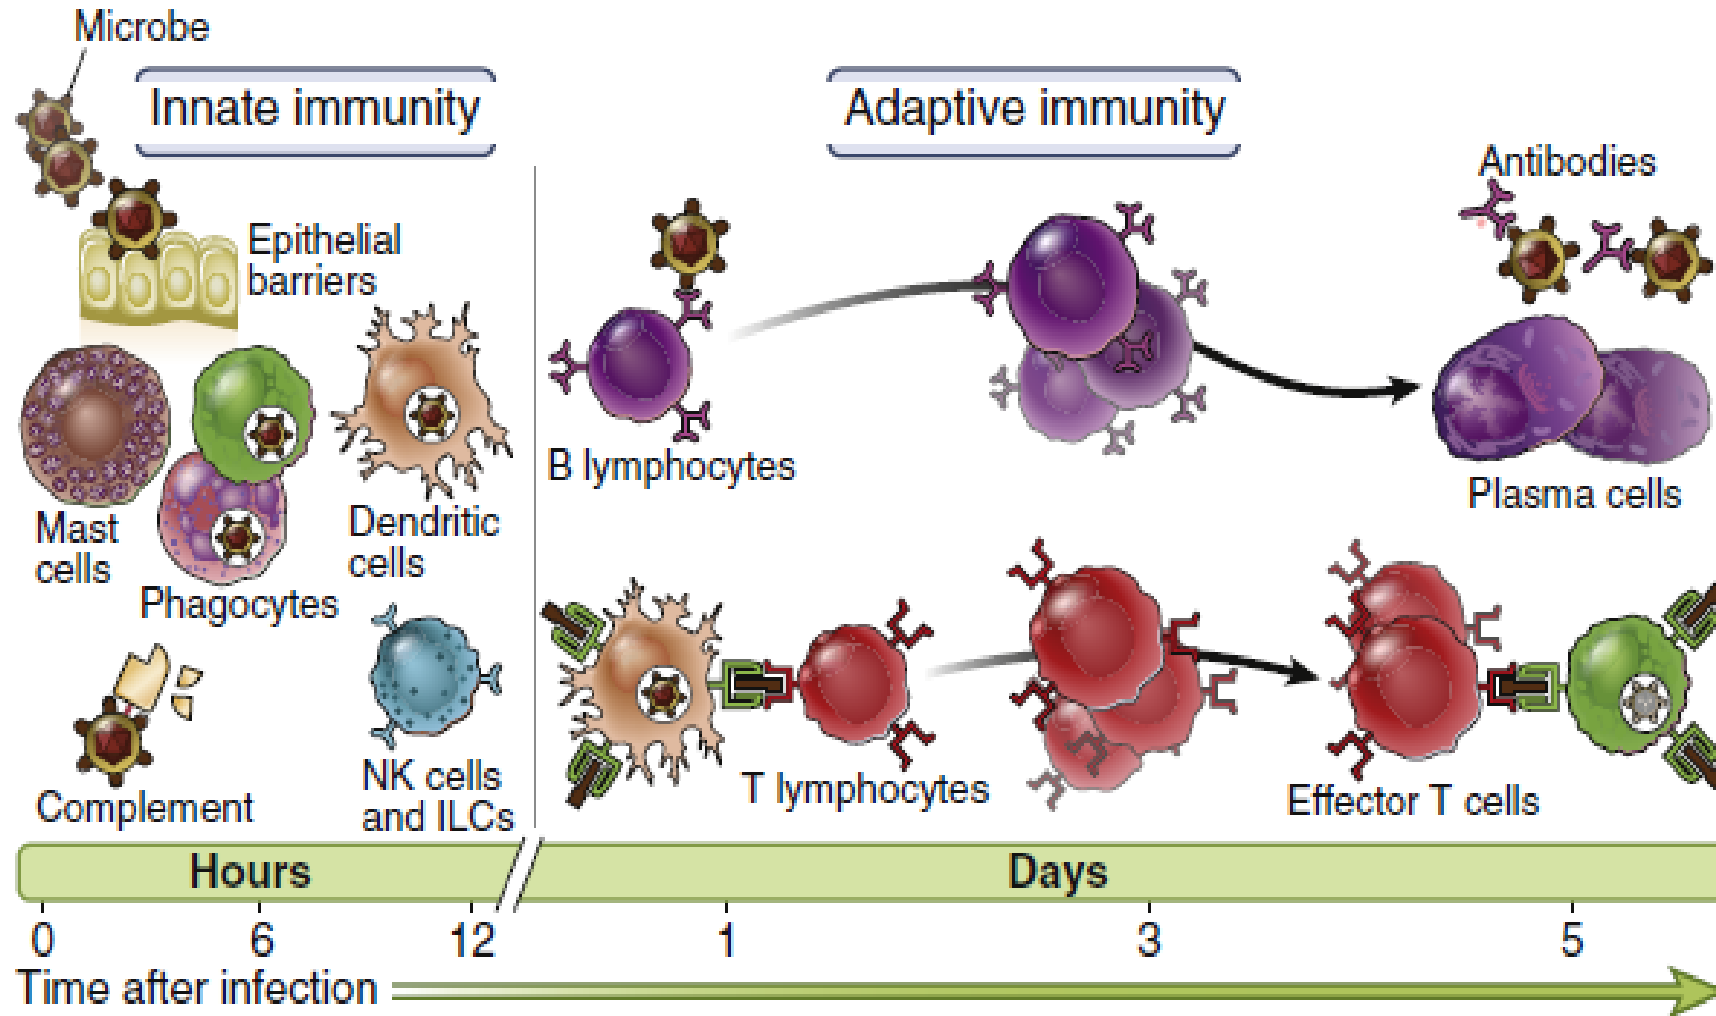 Microbe
Innate immunity
Adaptive immunity
Antibodies
Epithelial
barriers
B lymphocytes
Plasma cells
Mast
cells
Dendritic
cells
Phagocytes
NK cells
and ILCs
Complement
T lymphocytes
Effector T cells
Hours
Days
0
6
12
1
3
5
Time after infection